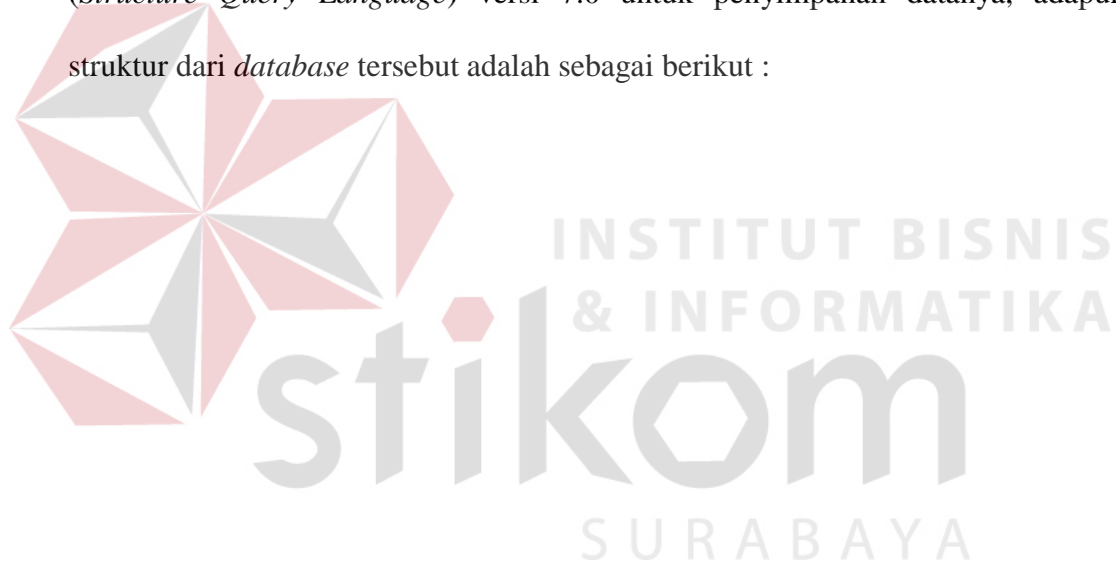 (Structure Query Language) versi 7.0 untuk penyimpanan datanya, adapun
struktur dari database tersebut adalah sebagai berikut :
INSTITUT BISNIS
& INFORMATIKA
stikom
SURABAYA